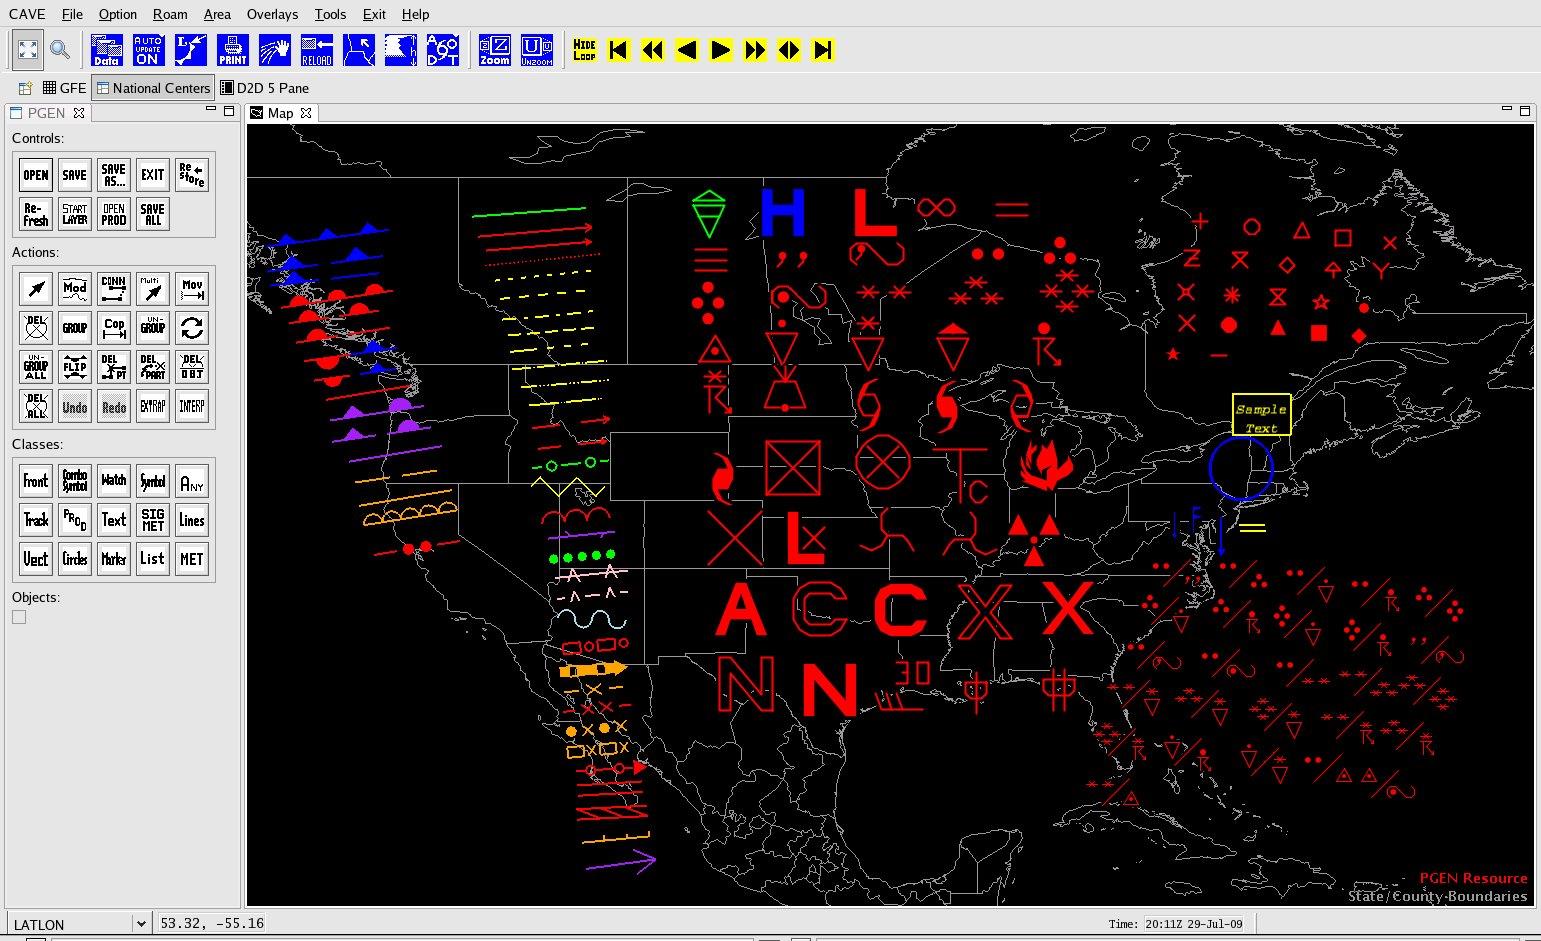 CAVE File Option Roam Area Overlays Tools Exit Help
Data AUTO UPDATE ON PRINT RELOAD Zoom UNZOOM HIDE LOOP
GFE National Centers D2D 5 Pane
PGEN
Map
Controls:
OPEN SAVE SAVE AS... EXIT Re store
Re-Fresh START LAYER OPEN PROD SAVE ALL
Actions:
Mod CONN Multi Mov
DEL GROUP Cop UN-GROUP
UN-GROUP ALL FLIP DEL PT DEL PART DEL OBJ
DEL ALL Undo Redo EXTRAP INTERP
Classes:
Front Combo Symbol Watch Symbol ANY
Track PROD Text SIG MET Lines
Vect Circles Markr List MET
Objects:
H L
Sample
Text
L
A C C X X
N N 30
PGEN Resource
State/County-Boundaries
LATLON 53.32, -55.16 Time: 20:11Z 29-Jul-09